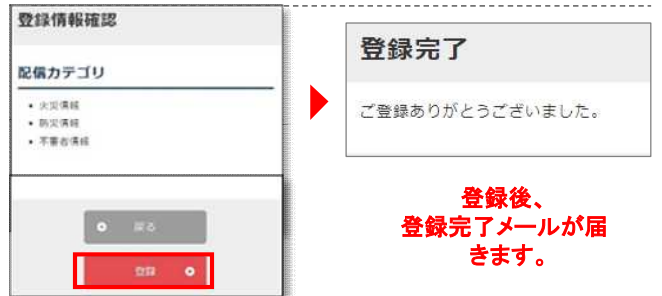 登録情報確認
配信カテゴリ
• 火災情報
• 防災情報
• 不審者情報
戻る
登録
登録完了
ご登録ありがとうございました。
登録後、
登録完了メールが届
きます。